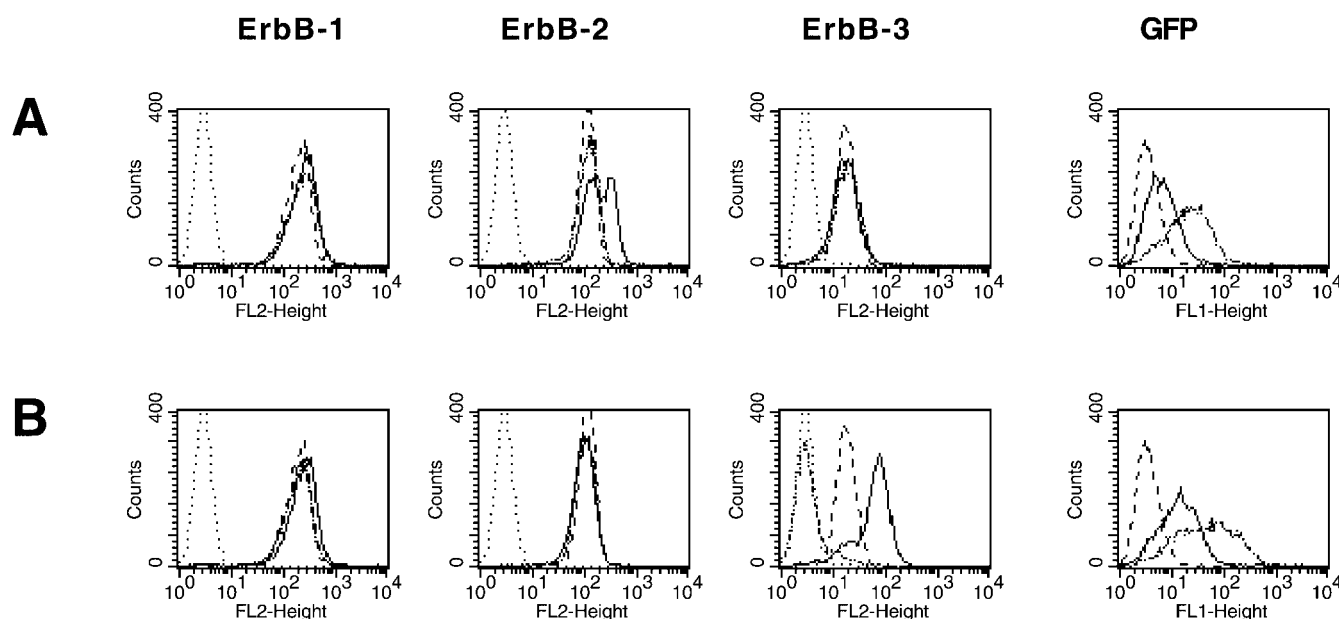 ErbB-1 ErbB-2 ErbB-3 GFP
A
400 400 400 400
Counts Counts Counts Counts
0 0 0 0
10^0 10^1 10^2 10^3 10^4 10^0 10^1 10^2 10^3 10^4 10^0 10^1 10^2 10^3 10^4 10^0 10^1 10^2 10^3 10^4
FL2-Height FL2-Height FL2-Height FL1-Height
B
400 400 400 400
Counts Counts Counts Counts
0 0 0 0
10^0 10^1 10^2 10^3 10^4 10^0 10^1 10^2 10^3 10^4 10^0 10^1 10^2 10^3 10^4 10^0 10^1 10^2 10^3 10^4
FL2-Height FL2-Height FL2-Height FL1-Height